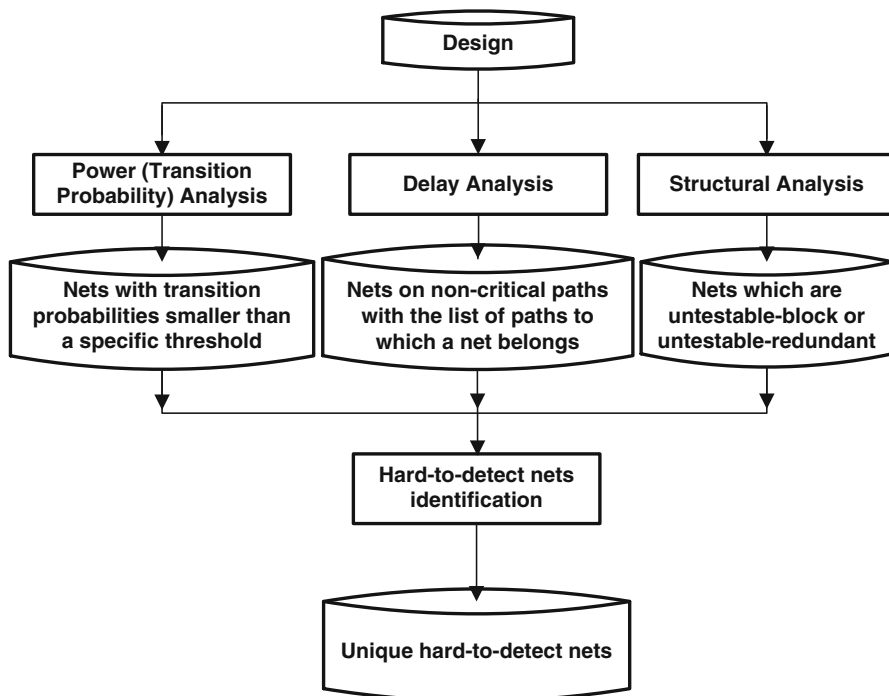 Design
Power (Transition
Probability) Analysis
Delay Analysis
Structural Analysis
Nets with transition
probabilities smaller than
a specific threshold
Nets on non-critical paths
with the list of paths to
which a net belongs
Nets which are
untestable-block or
untestable-redundant
Hard-to-detect nets
identification
Unique hard-to-detect nets